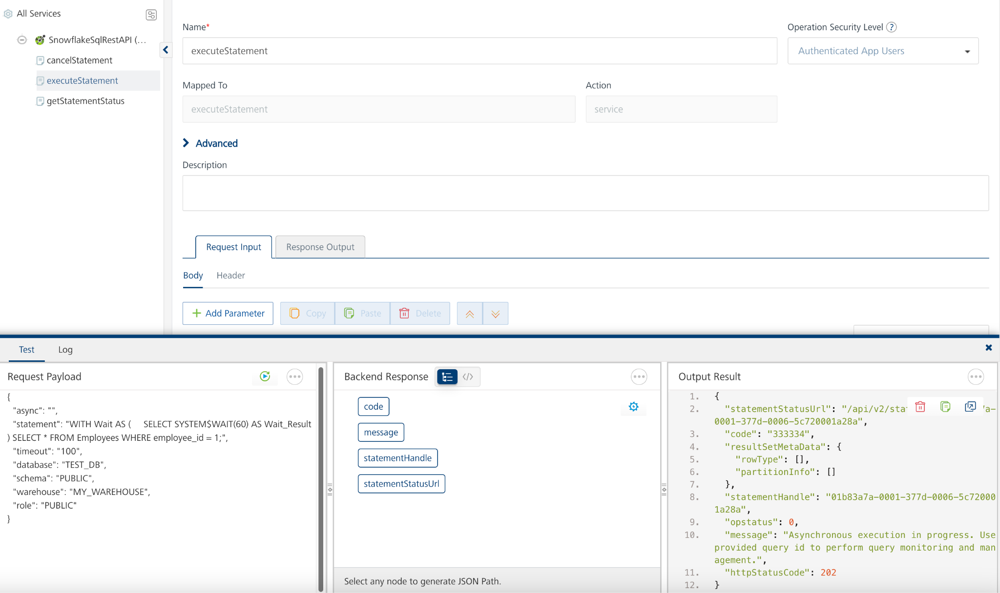 All Services
SnowflakeSqlRestAPI (...
cancelStatement
executeStatement
getStatementStatus
Name*
executeStatement
Operation Security Level ?
Authenticated App Users
Mapped To
executeStatement
Action
service
Advanced
Description
Request Input
Response Output
Body
Header
Add Parameter
Copy
Paste
Delete
Test
Log
Request Payload
{
"async": "",
"statement": "WITH Wait AS (     SELECT SYSTEM$WAIT(60) AS Wait_Result
) SELECT * FROM Employees WHERE employee_id = 1;",
"timeout": "100",
"database": "TEST_DB",
"schema": "PUBLIC",
"warehouse": "MY_WAREHOUSE",
"role": "PUBLIC"
}
Backend Response
code
message
statementHandle
statementStatusUrl
Select any node to generate JSON Path.
Output Result
1. {
2. "statementStatusUrl": "/api/v2/sta a-
0001-377d-0006-5c720001a28a",
3. "code": "333334",
4. "resultSetMetaData": {
5. "rowType": [],
6. "partitionInfo": []
7. },
8. "statementHandle": "01b83a7a-0001-377d-0006-5c72000
1a28a",
9. "opstatus": 0,
10. "message": "Asynchronous execution in progress. Use
provided query id to perform query monitoring and man
agement.",
11. "httpStatusCode": 202
12. }